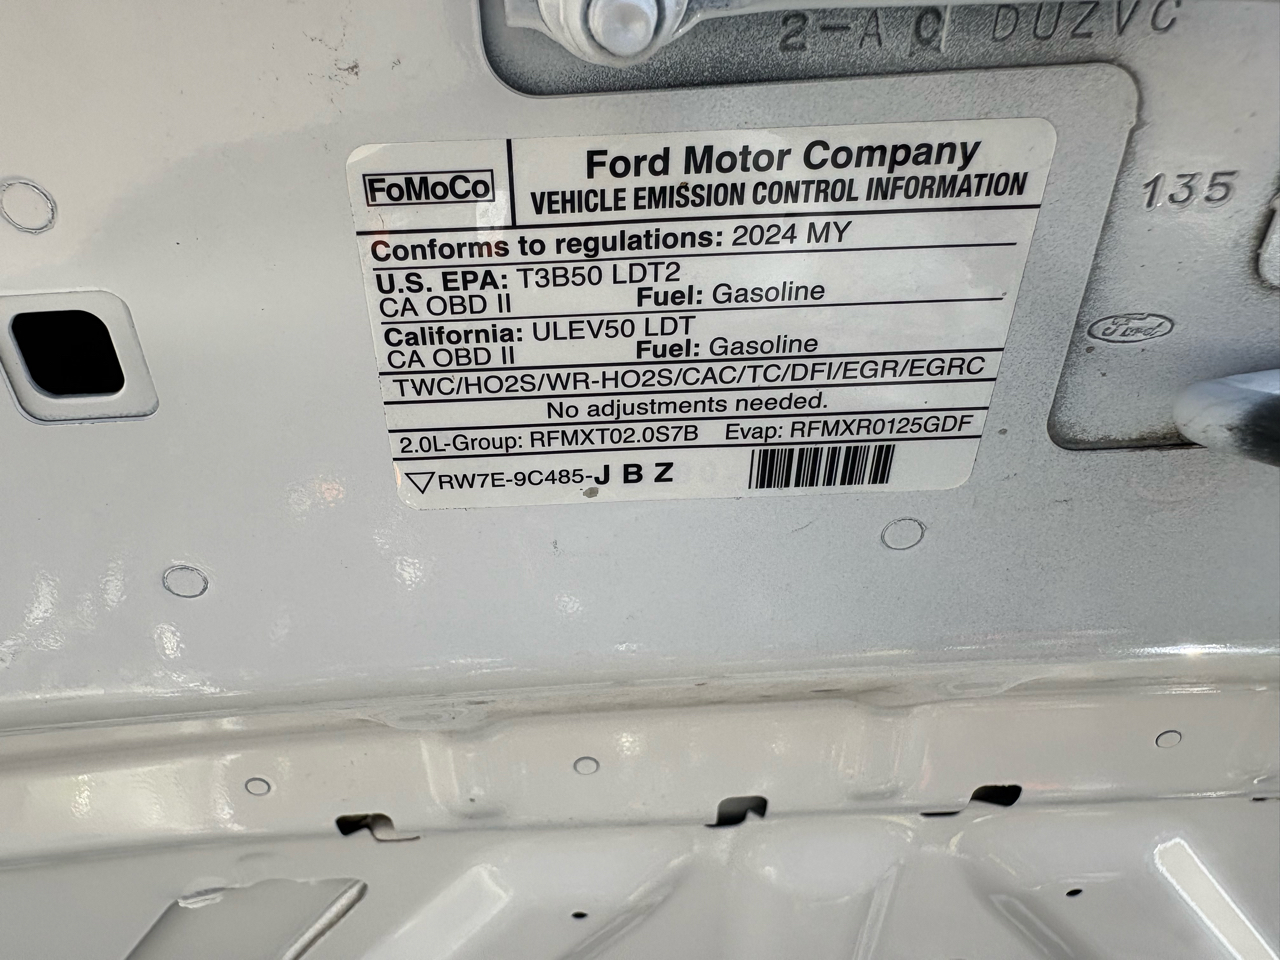 2-A DUZVC
FoMoCo
Ford Motor Company
VEHICLE EMISSION CONTROL INFORMATION
Conforms to regulations: 2024 MY
U.S. EPA: T3B50 LDT2
CA OBD II Fuel: Gasoline
California: ULEV50 LDT
CA OBD II Fuel: Gasoline
TWC/HO2S/WR-HO2S/CAC/TC/DFI/EGR/EGRC
No adjustments needed.
2.0L-Group: RFMXT02.0S7B Evap: RFMXR0125GDF
RW7E-9C485-JBZ
135
Ford